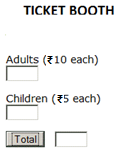 TICKET BOOTH
Adults (₹10 each)
Children (₹5 each)
Total